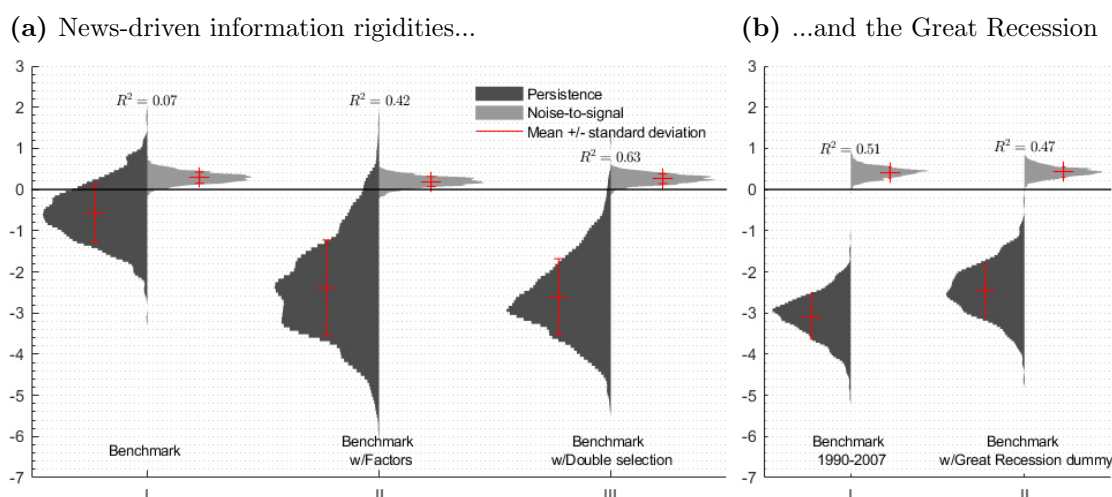 (a) News-driven information rigidities...
(b) ...and the Great Recession
3
2
1
0
-1
-2
-3
-4
-5
-6
-7
R² = 0.07
R² = 0.42
R² = 0.63
Persistence
Noise-to-signal
Mean +/- standard deviation
Benchmark
Benchmark
w/Factors
Benchmark
w/Double selection
I
II
III
3
2
1
0
-1
-2
-3
-4
-5
-6
-7
R² = 0.51
R² = 0.47
Benchmark
1990-2007
Benchmark
w/Great Recession dummy
I
II